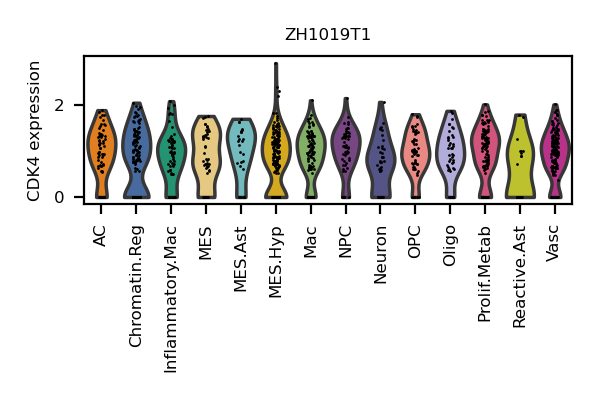 ZH1019T1
CDK4 expression
2
0
AC
Chromatin.Reg
Inflammatory.Mac
MES
MES.Ast
MES.Hyp
Mac
NPC
Neuron
OPC
Oligo
Prolif.Metab
Reactive.Ast
Vasc